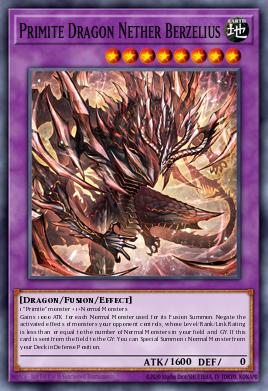 PRIMITE DRAGON NETHER BERZELIUS
EARTH
地
[DRAGON/FUSION/EFFECT]
1 "Primite" monster +1+ Normal Monsters
Gains 1000 ATK for each Normal Monster used for its Fusion Summon. Negate the
activated effects of monsters your opponent controls, whose Level/Rank/Link Rating
is less than or equal to the number of Normal Monsters in your field and GY. If this
card is sent from the field to the GY: You can Special Summon 1 Normal Monster from
your Deck in Defense Position.
ATK/1600 DEF/ 0